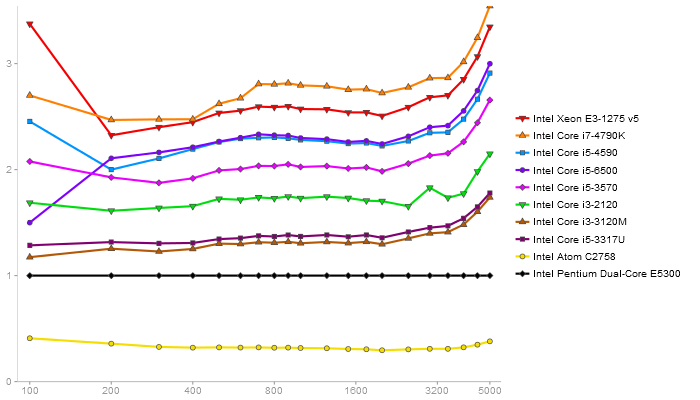 3
2
1
0
100 200 400 800 1600 3200 5000
Intel Xeon E3-1275 v5
Intel Core i7-4790K
Intel Core i5-4590
Intel Core i5-6500
Intel Core i5-3570
Intel Core i3-2120
Intel Core i3-3120M
Intel Core i5-3317U
Intel Atom C2758
Intel Pentium Dual-Core E5300